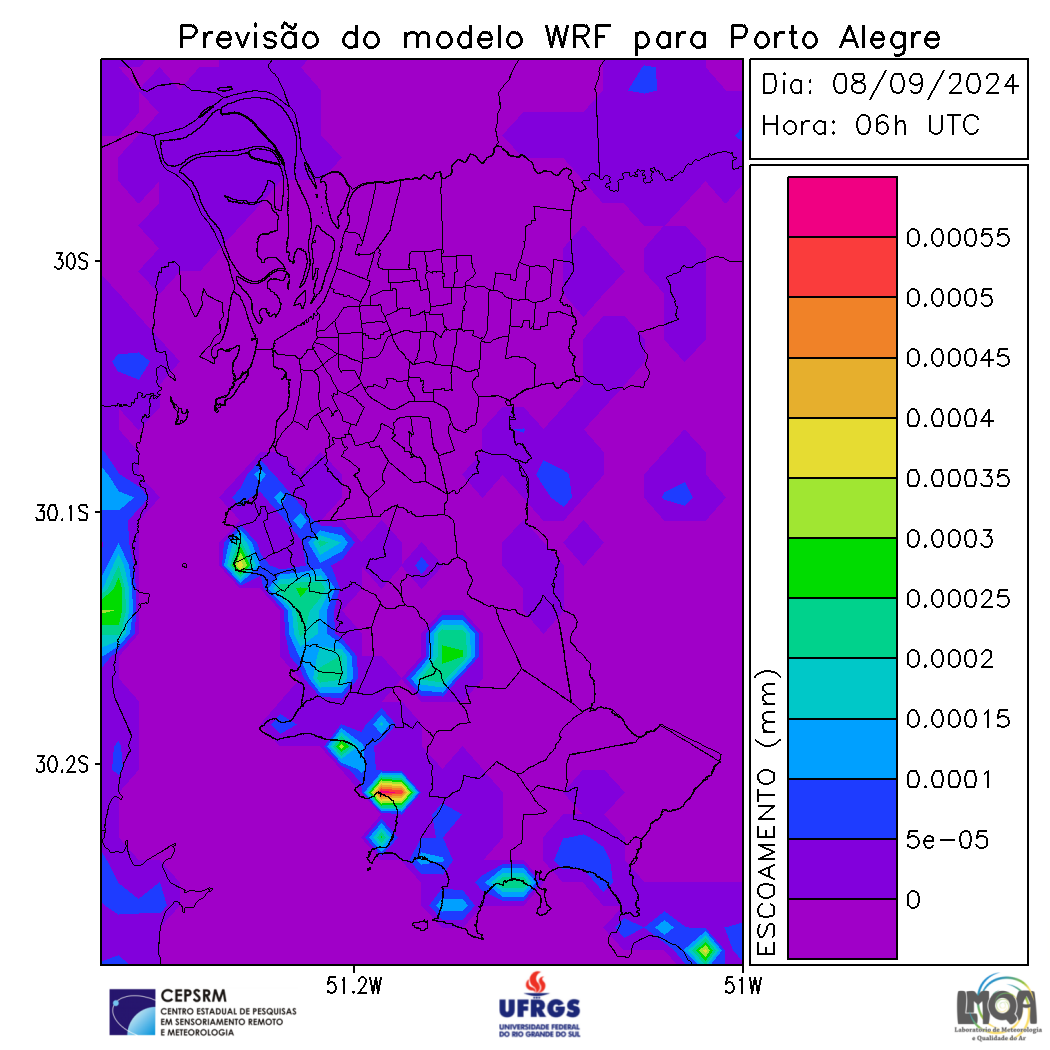 Previsão do modelo WRF para Porto Alegre
Dia: 08/09/2024
Hora: 06h UTC
0.00055
0.0005
0.00045
0.0004
0.00035
0.0003
0.00025
0.0002
0.00015
0.0001
5e-05
0
ESCOAMENTO (mm)
30S
30.1S
30.2S
51.2W
51W
CEPSRM
CENTRO ESTADUAL DE PESQUISAS
EM SENSORIAMENTO REMOTO
E METEOROLOGIA
UFRGS
UNIVERSIDADE FEDERAL
DO RIO GRANDE DO SUL
LMQA
Laboratório de Meteorologia
e Qualidade do Ar